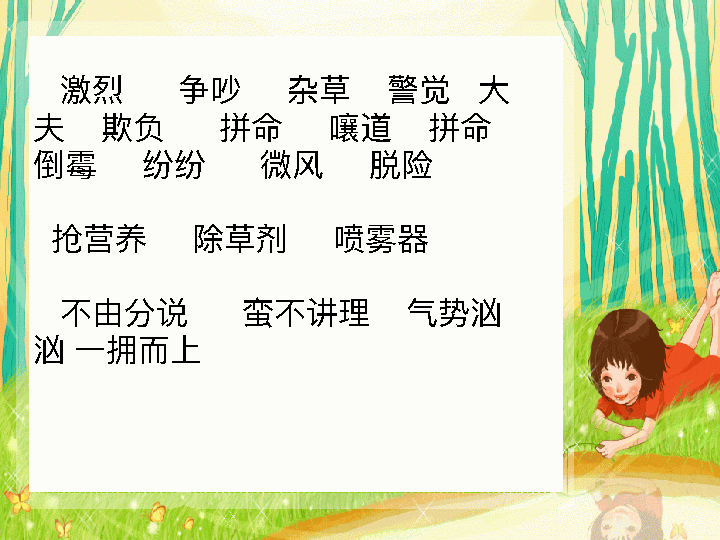 激烈 争吵 杂草 警觉 大
夫 欺负 拼命 嚷道 拼命
倒霉 纷纷 微风 脱险
抢营养 除草剂 喷雾器
不由分说 蛮不讲理 气势汹
汹 一拥而上